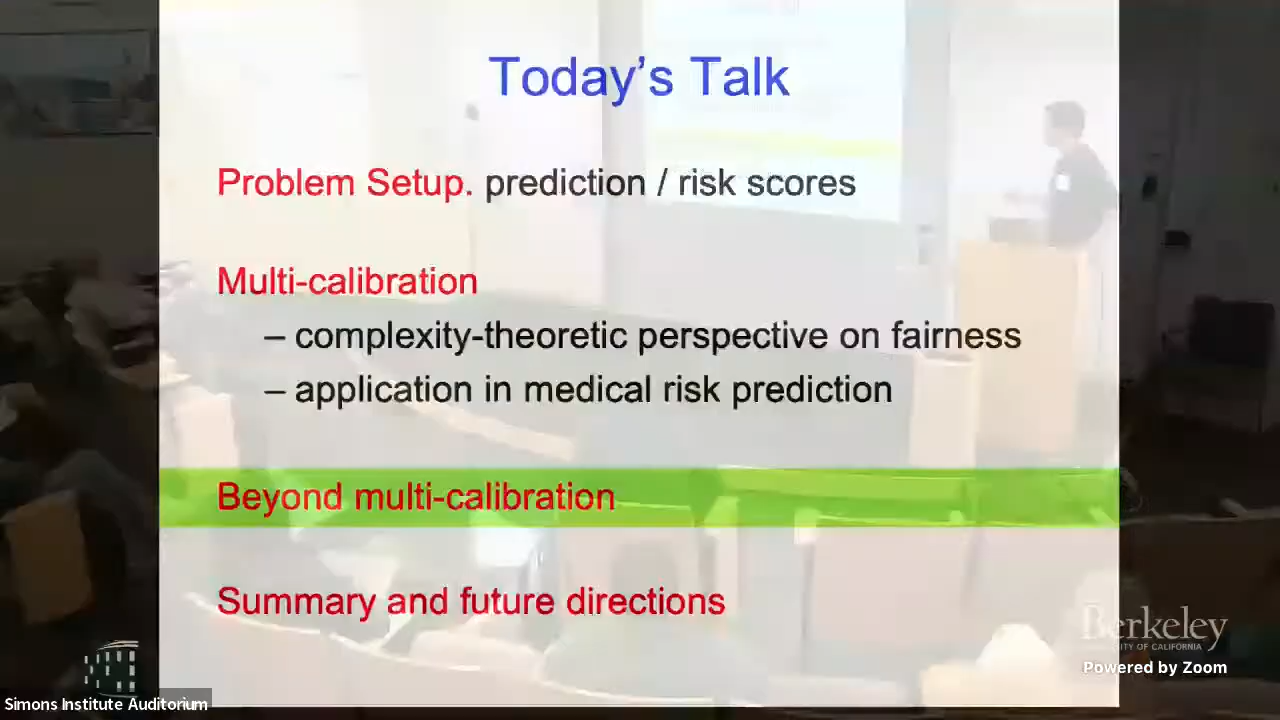 Today's Talk
Problem Setup. prediction / risk scores
Multi-calibration
– complexity-theoretic perspective on fairness
– application in medical risk prediction
Beyond multi-calibration
Summary and future directions
Berkeley
UNIVERSITY OF CALIFORNIA
Powered by Zoom
Simons Institute Auditorium